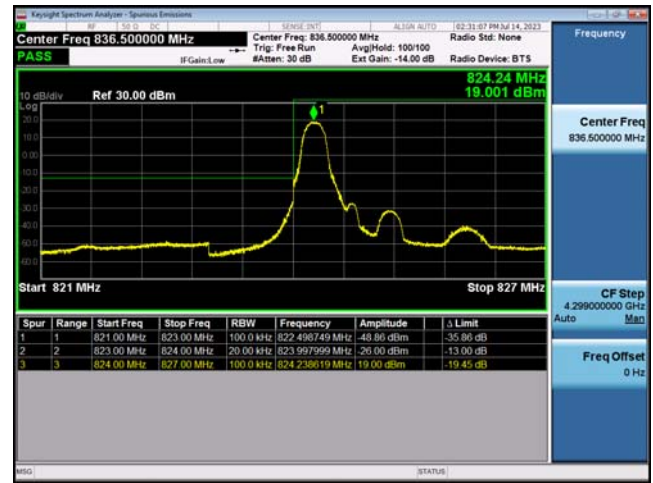 Keysight Spectrum Analyzer - Spurious Emissions
RF 50 Ω DC SENSE:INT ALIGN AUTO 02:31:07 PM Jul 14, 2023
Center Freq 836.500000 MHz
Center Freq: 836.500000 MHz
Radio Std: None
Trig: Free Run
Avg|Hold: 100/100
PASS
IFGain:Low
#Atten: 30 dB
Ext Gain: -14.00 dB
Radio Device: BTS
Frequency
824.24 MHz
19.001 dBm
10 dB/div
Ref 30.00 dBm
Log
1
20.0
10.0
0.00
10.0
20.0
30.0
40.0
50.0
60.0
Start 821 MHz
Stop 827 MHz
Center Freq
836.500000 MHz
CF Step
4.299000000 GHz
Auto Man
Freq Offset
0 Hz
Spur Range Start Freq Stop Freq RBW Frequency Amplitude Δ Limit
1 1 821.00 MHz 823.00 MHz 100.0 kHz 822.498749 MHz -48.86 dBm -35.86 dB
2 2 823.00 MHz 824.00 MHz 20.00 kHz 823.997999 MHz -26.00 dBm -13.00 dB
3 3 824.00 MHz 827.00 MHz 100.0 kHz 824.238619 MHz 19.00 dBm -19.45 dB
MSG
STATUS